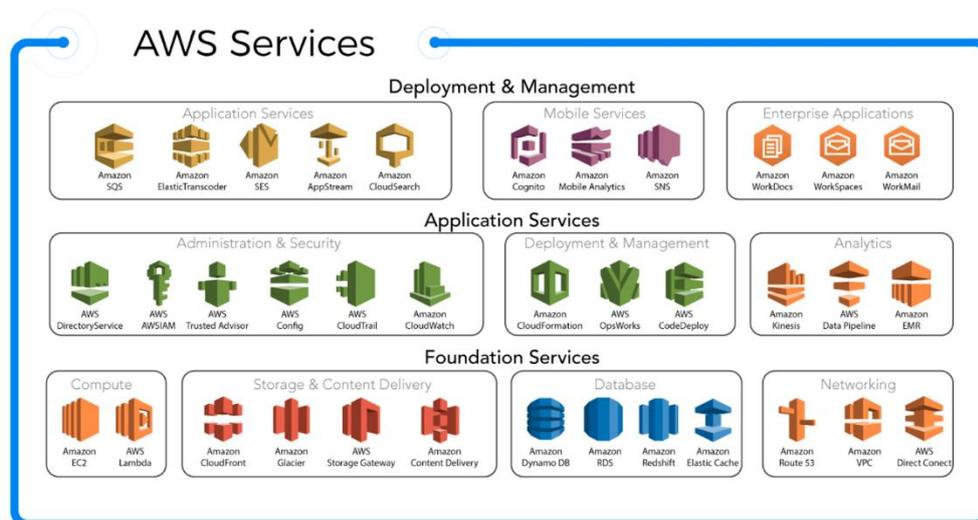 AWS Services
Deployment & Management
Application Services
Amazon
SQS
Amazon
ElasticTranscoder
Amazon
SES
Amazon
AppStream
Amazon
CloudSearch
Mobile Services
Amazon
Cognito
Amazon
Mobile Analytics
Amazon
SNS
Enterprise Applications
Amazon
WorkDocs
Amazon
WorkSpaces
Amazon
WorkMail
Application Services
Administration & Security
AWS
DirectoryService
AWS
AWSIAM
AWS
Trusted Advisor
AWS
Config
AWS
CloudTrail
Amazon
CloudWatch
Deployment & Management
Amazon
CloudFormation
AWS
OpsWorks
AWS
CodeDeploy
Analytics
Amazon
Kinesis
AWS
Data Pipeline
Amazon
EMR
Foundation Services
Compute
Amazon
EC2
AWS
Lambda
Storage & Content Delivery
Amazon
CloudFront
Amazon
Glacier
AWS
Storage Gateway
Amazon
Content Delivery
Database
Amazon
Dynamo DB
Amazon
RDS
Amazon
Redshift
Amazon
Elastic Cache
Networking
Amazon
Route 53
Amazon
VPC
AWS
Direct Conect